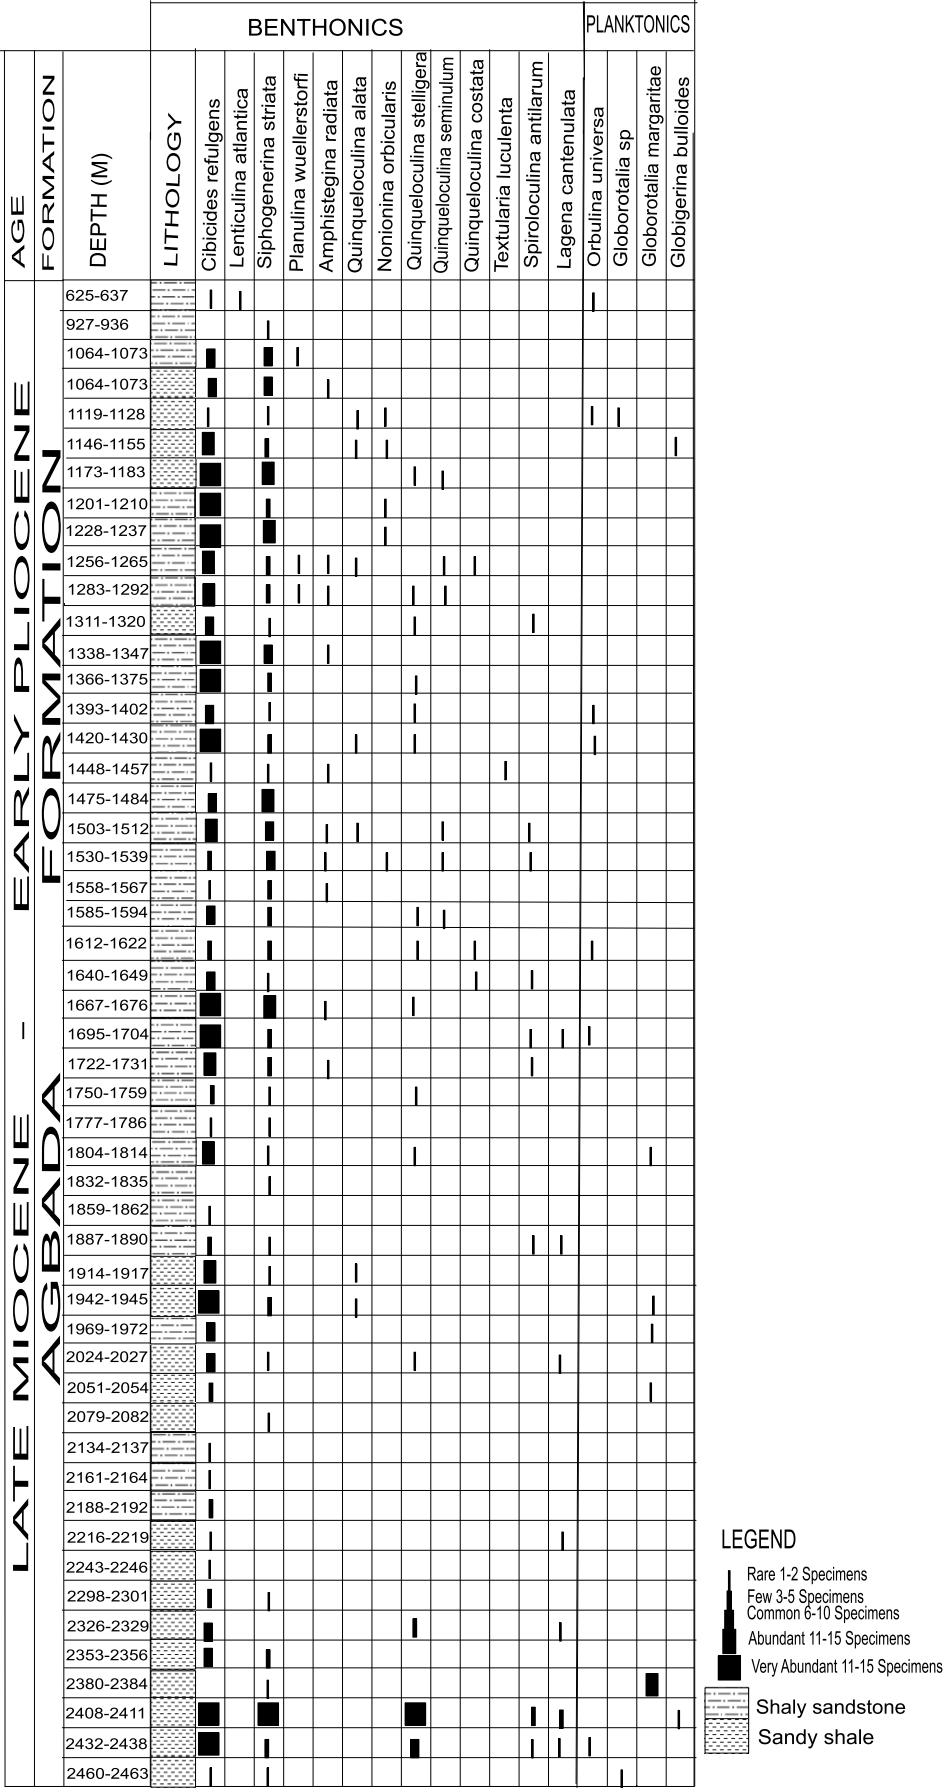 BENTHONICS
PLANKTONICS
AGE
FORMATION
DEPTH (M)
LITHOLOGY
Cibicides refulgens
Lenticulina atlantica
Siphogenerina striata
Planulina wuellerstorfi
Amphistegina radiata
Quinqueloculina alata
Nonionina orbicularis
Quinqueloculina stelligera
Quinqueloculina seminulum
Quinqueloculina costata
Textularia luculenta
Spiroloculina antilarum
Lagena cantenulata
Orbulina universa
Globorotalia sp
Globorotalia margaritae
Globigerina bulloides
LATE MIOCENE – EARLY PLIOCENE
AGBADA FORMATION
625-637
927-936
1064-1073
1064-1073
1119-1128
1146-1155
1173-1183
1201-1210
1228-1237
1256-1265
1283-1292
1311-1320
1338-1347
1366-1375
1393-1402
1420-1430
1448-1457
1475-1484
1503-1512
1530-1539
1558-1567
1585-1594
1612-1622
1640-1649
1667-1676
1695-1704
1722-1731
1750-1759
1777-1786
1804-1814
1832-1835
1859-1862
1887-1890
1914-1917
1942-1945
1969-1972
2024-2027
2051-2054
2079-2082
2134-2137
2161-2164
2188-2192
2216-2219
2243-2246
2298-2301
2326-2329
2353-2356
2380-2384
2408-2411
2432-2438
2460-2463
LEGEND
Rare 1-2 Specimens
Few 3-5 Specimens
Common 6-10 Specimens
Abundant 11-15 Specimens
Very Abundant 11-15 Specimens
Shaly sandstone
Sandy shale